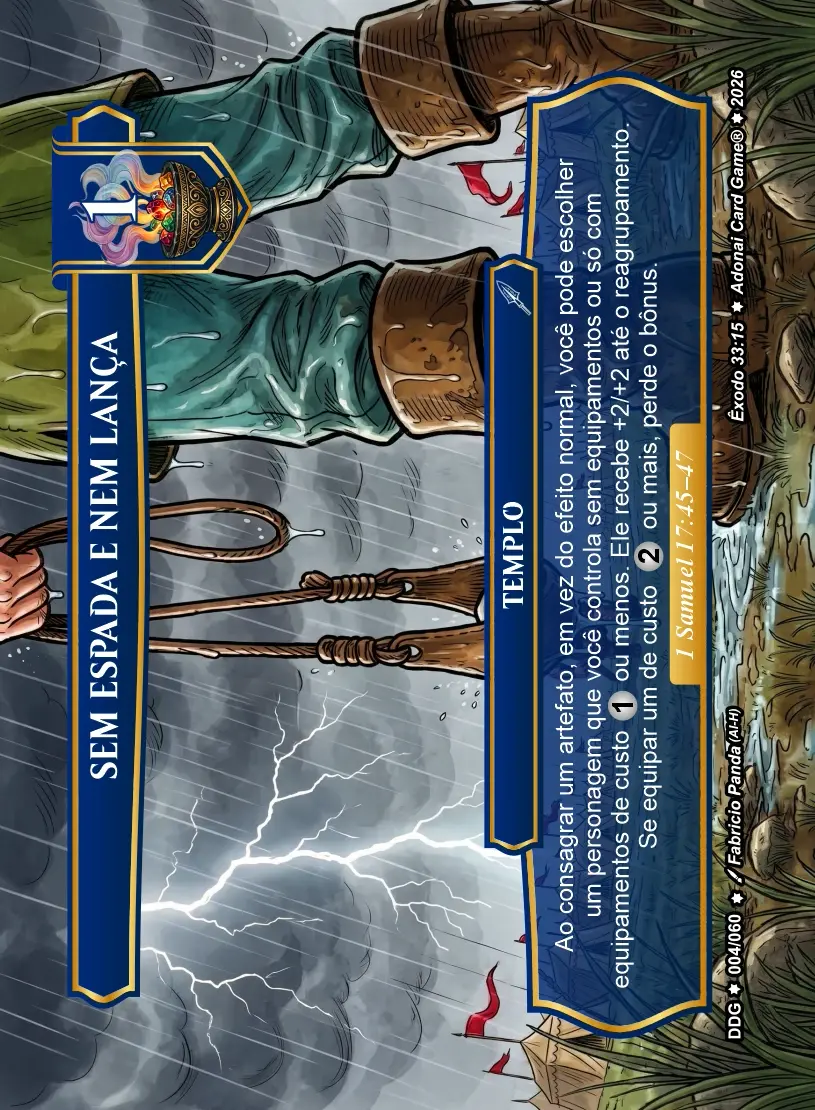 SEM ESPADA E NEM LANÇA
1
TEMPLO
Ao consagrar um artefato, em vez do efeito normal, você pode escolher
um personagem que você controla sem equipamentos ou só com
equipamentos de custo 1 ou menos. Ele recebe +2/+2 até o reagrupamento.
Se equipar um de custo 2 ou mais, perde o bônus.
1 Samuel 17:45-47
DDG ★ 004/060 ★ Fabricio Panda (AI-H)
Êxodo 33:15 ★ Adonai Card Game® ★ 2026